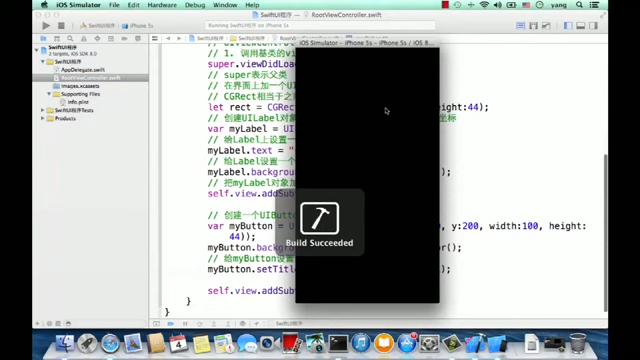 iOS Simulator File Edit Hardware Debug Window Help yang
RootViewController.swift
SwiftUI程序 iPhone 5s Running SwiftUI程序 on iPhone 5s
iOS Simulator - iPhone 5s - iPhone 5s / iOS 8...
SwiftUI程序
2 targets, iOS SDK 8.0
SwiftUI程序
AppDelegate.swift
RootViewController.swift
Images.xcassets
Supporting Files
Info.plist
SwiftUI程序Tests
Products
// 1. 调用基类的vi
super.viewDidLoa
// super表示父类
// 在界面上加一个UI
// CGRect相当于之
let rect = CGRec height:44);
// 创建UILabel对象 坐标
var myLabel = UI
// 给Label上设置一
myLabel.text = "
// 给Label设置一个
myLabel.backgrou
// 把myLabel对象加
self.view.addSub
// 创建一个UIButto
var myButton = U y:200, width:100, height:
44));
myButton.backgro or();
// 给myButton设置
myButton.setTitl );
self.view.addSub
}
}
Build Succeeded
SwiftUI程序